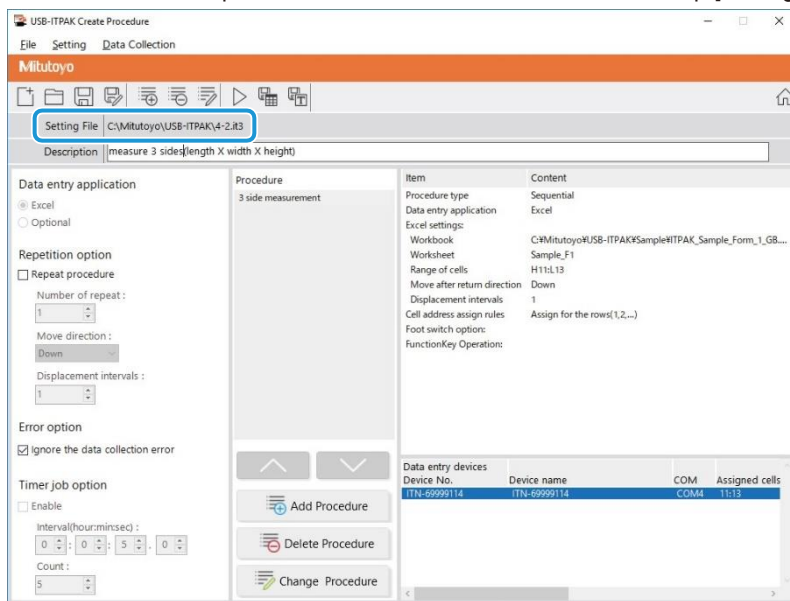 USB-ITPAK Create Procedure
File Setting Data Collection
Mitutoyo
Setting File C:\Mitutoyo\USB-ITPAK\4-2.it3
Description measure 3 sides(length X width X height)
Data entry application
Excel
Optional
Repetition option
Repeat procedure
Number of repeat :
1
Move direction :
Down
Displacement intervals :
1
Error option
Ignore the data collection error
Timer job option
Enable
Interval(hour:min:sec) :
0 : 0 : 5 . 0
Count :
5
Procedure
3 side measurement
Add Procedure
Delete Procedure
Change Procedure
Item Content
Procedure type Sequential
Data entry application Excel
Excel settings:
Workbook C:¥Mitutoyo¥USB-ITPAK¥Sample¥ITPAK_Sample_Form_1_GB....
Worksheet Sample_F1
Range of cells H11:L13
Move after return direction Down
Displacement intervals 1
Cell address assign rules Assign for the rows(1,2,...)
Foot switch option:
FunctionKey Operation:
Data entry devices
Device No. Device name COM Assigned cells
ITN-69999114 ITN-69999114 COM4 11:13